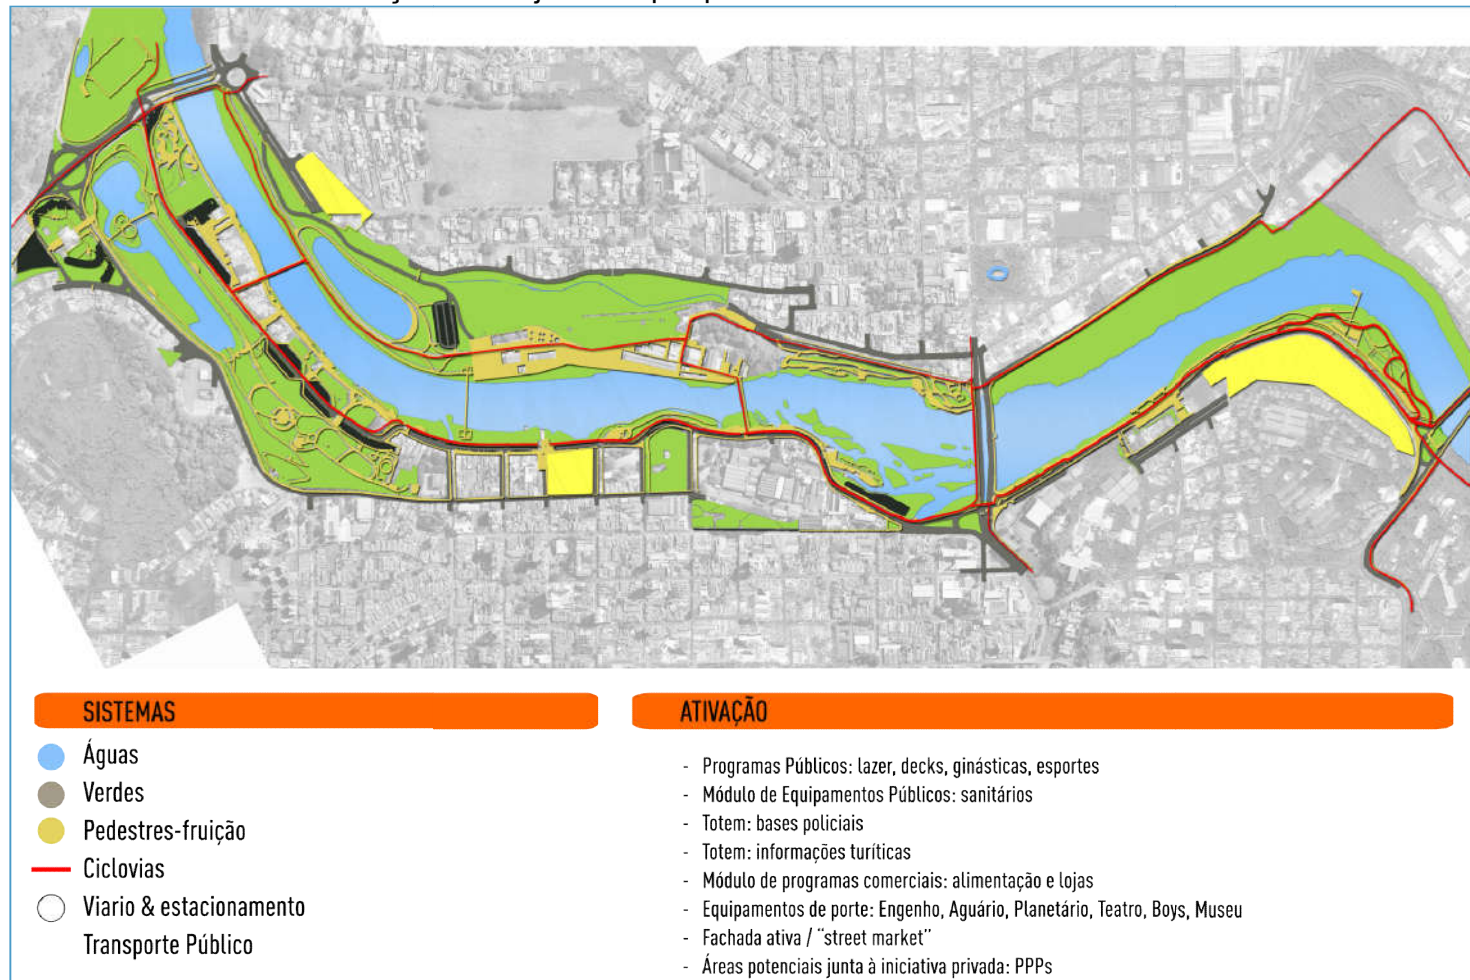 SISTEMAS
Águas
Verdes
Pedestres-fruição
Ciclovias
Viario & estacionamento
Transporte Público
ATIVAÇÃO
- Programas Públicos: lazer, decks, ginásticas, esportes
- Módulo de Equipamentos Públicos: sanitários
- Totem: bases policiais
- Totem: informações turíticas
- Módulo de programas comerciais: alimentação e lojas
- Equipamentos de porte: Engenho, Aguário, Planetário, Teatro, Boys, Museu
- Fachada ativa / “street market”
- Áreas potenciais junta à iniciativa privada: PPPs